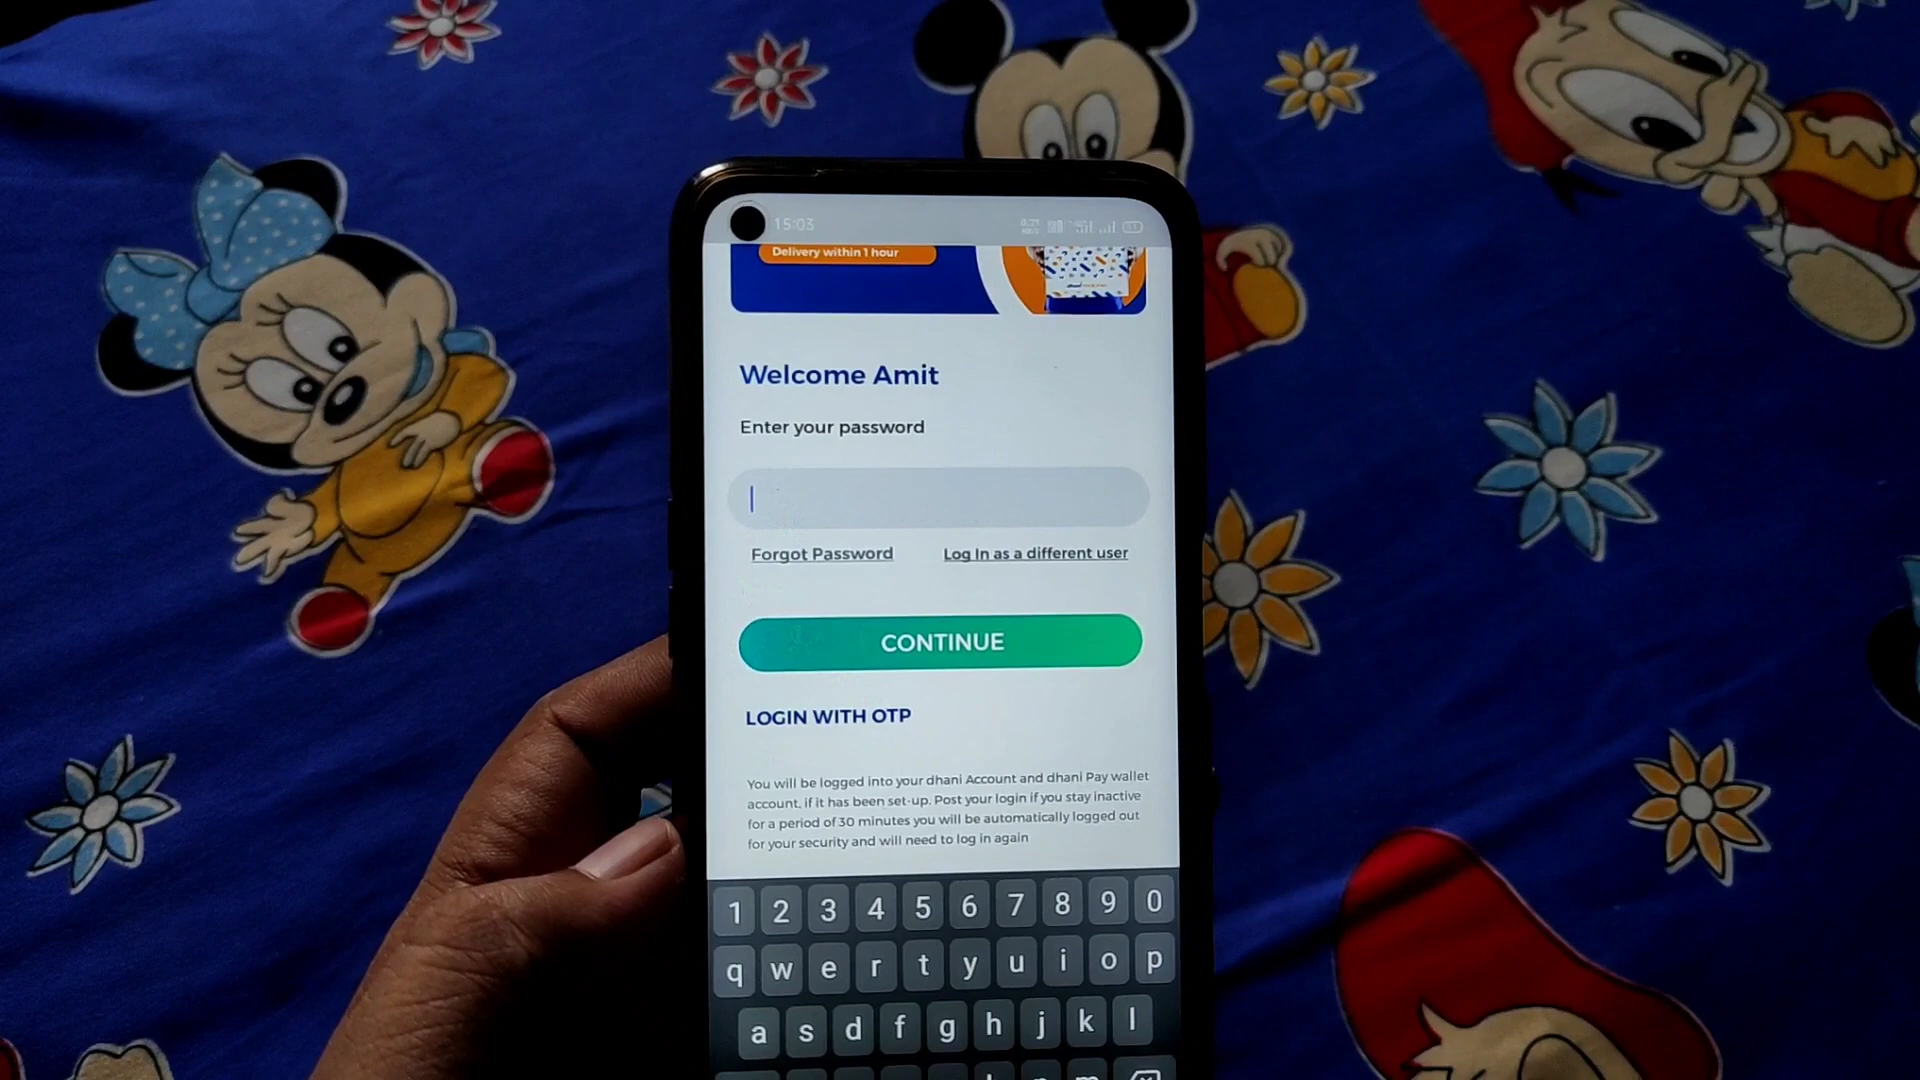 15:03
Delivery within 1 hour
Welcome Amit
Enter your password
Forgot Password
Log In as a different user
CONTINUE
LOGIN WITH OTP
You will be logged into your dhani Account and dhani Pay wallet
account, if it has been set-up. Post your login if you stay inactive
for a period of 30 minutes you will be automatically logged out
for your security and will need to log in again
1 2 3 4 5 6 7 8 9 0
q w e r t y u i o p
a s d f g h j k l